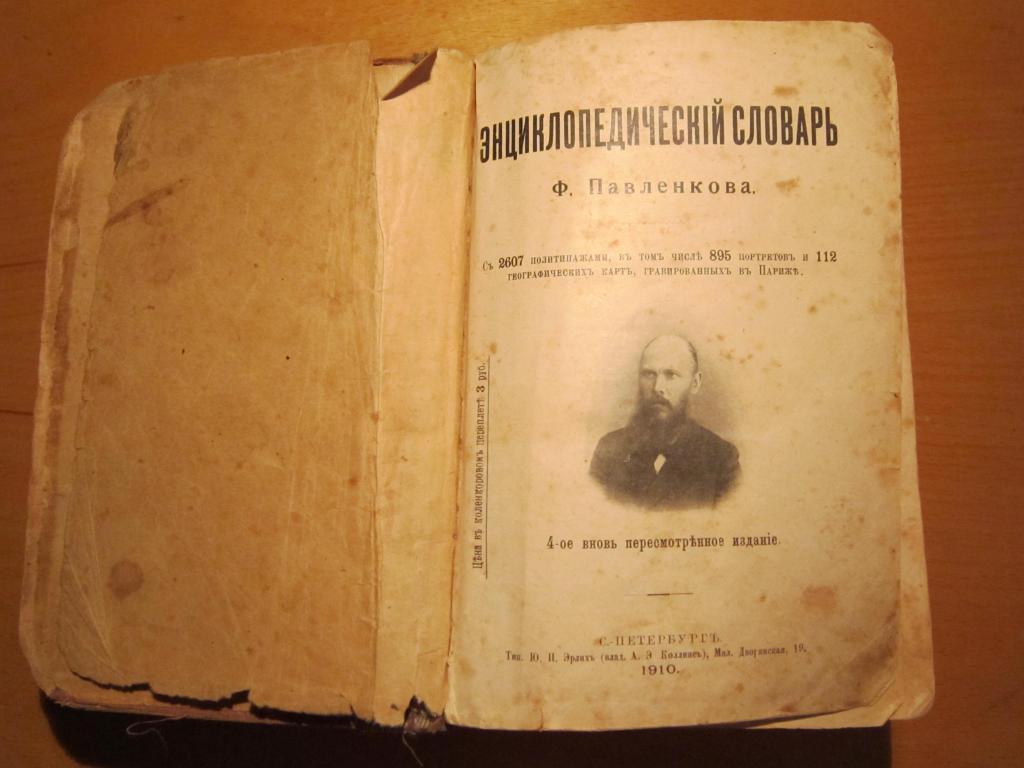 ЭНЦИКЛОПЕДИЧЕСКІЙ СЛОВАРЬ
Ф. Павленкова.
Съ 2607 политипажами, въ томъ числѣ 895 портретовъ и 112
географическихъ картъ, гравированныхъ въ Парижѣ.
Цѣна въ коленкоровомъ переплетѣ 3 руб.
4-ое вновь пересмотрѣнное изданіе.
С.-ПЕТЕРБУРГЪ.
Тип. Ю. Н. Эрлихъ (влад. А. Э Коллинсъ), Мал. Дворянская, 19.
1910.